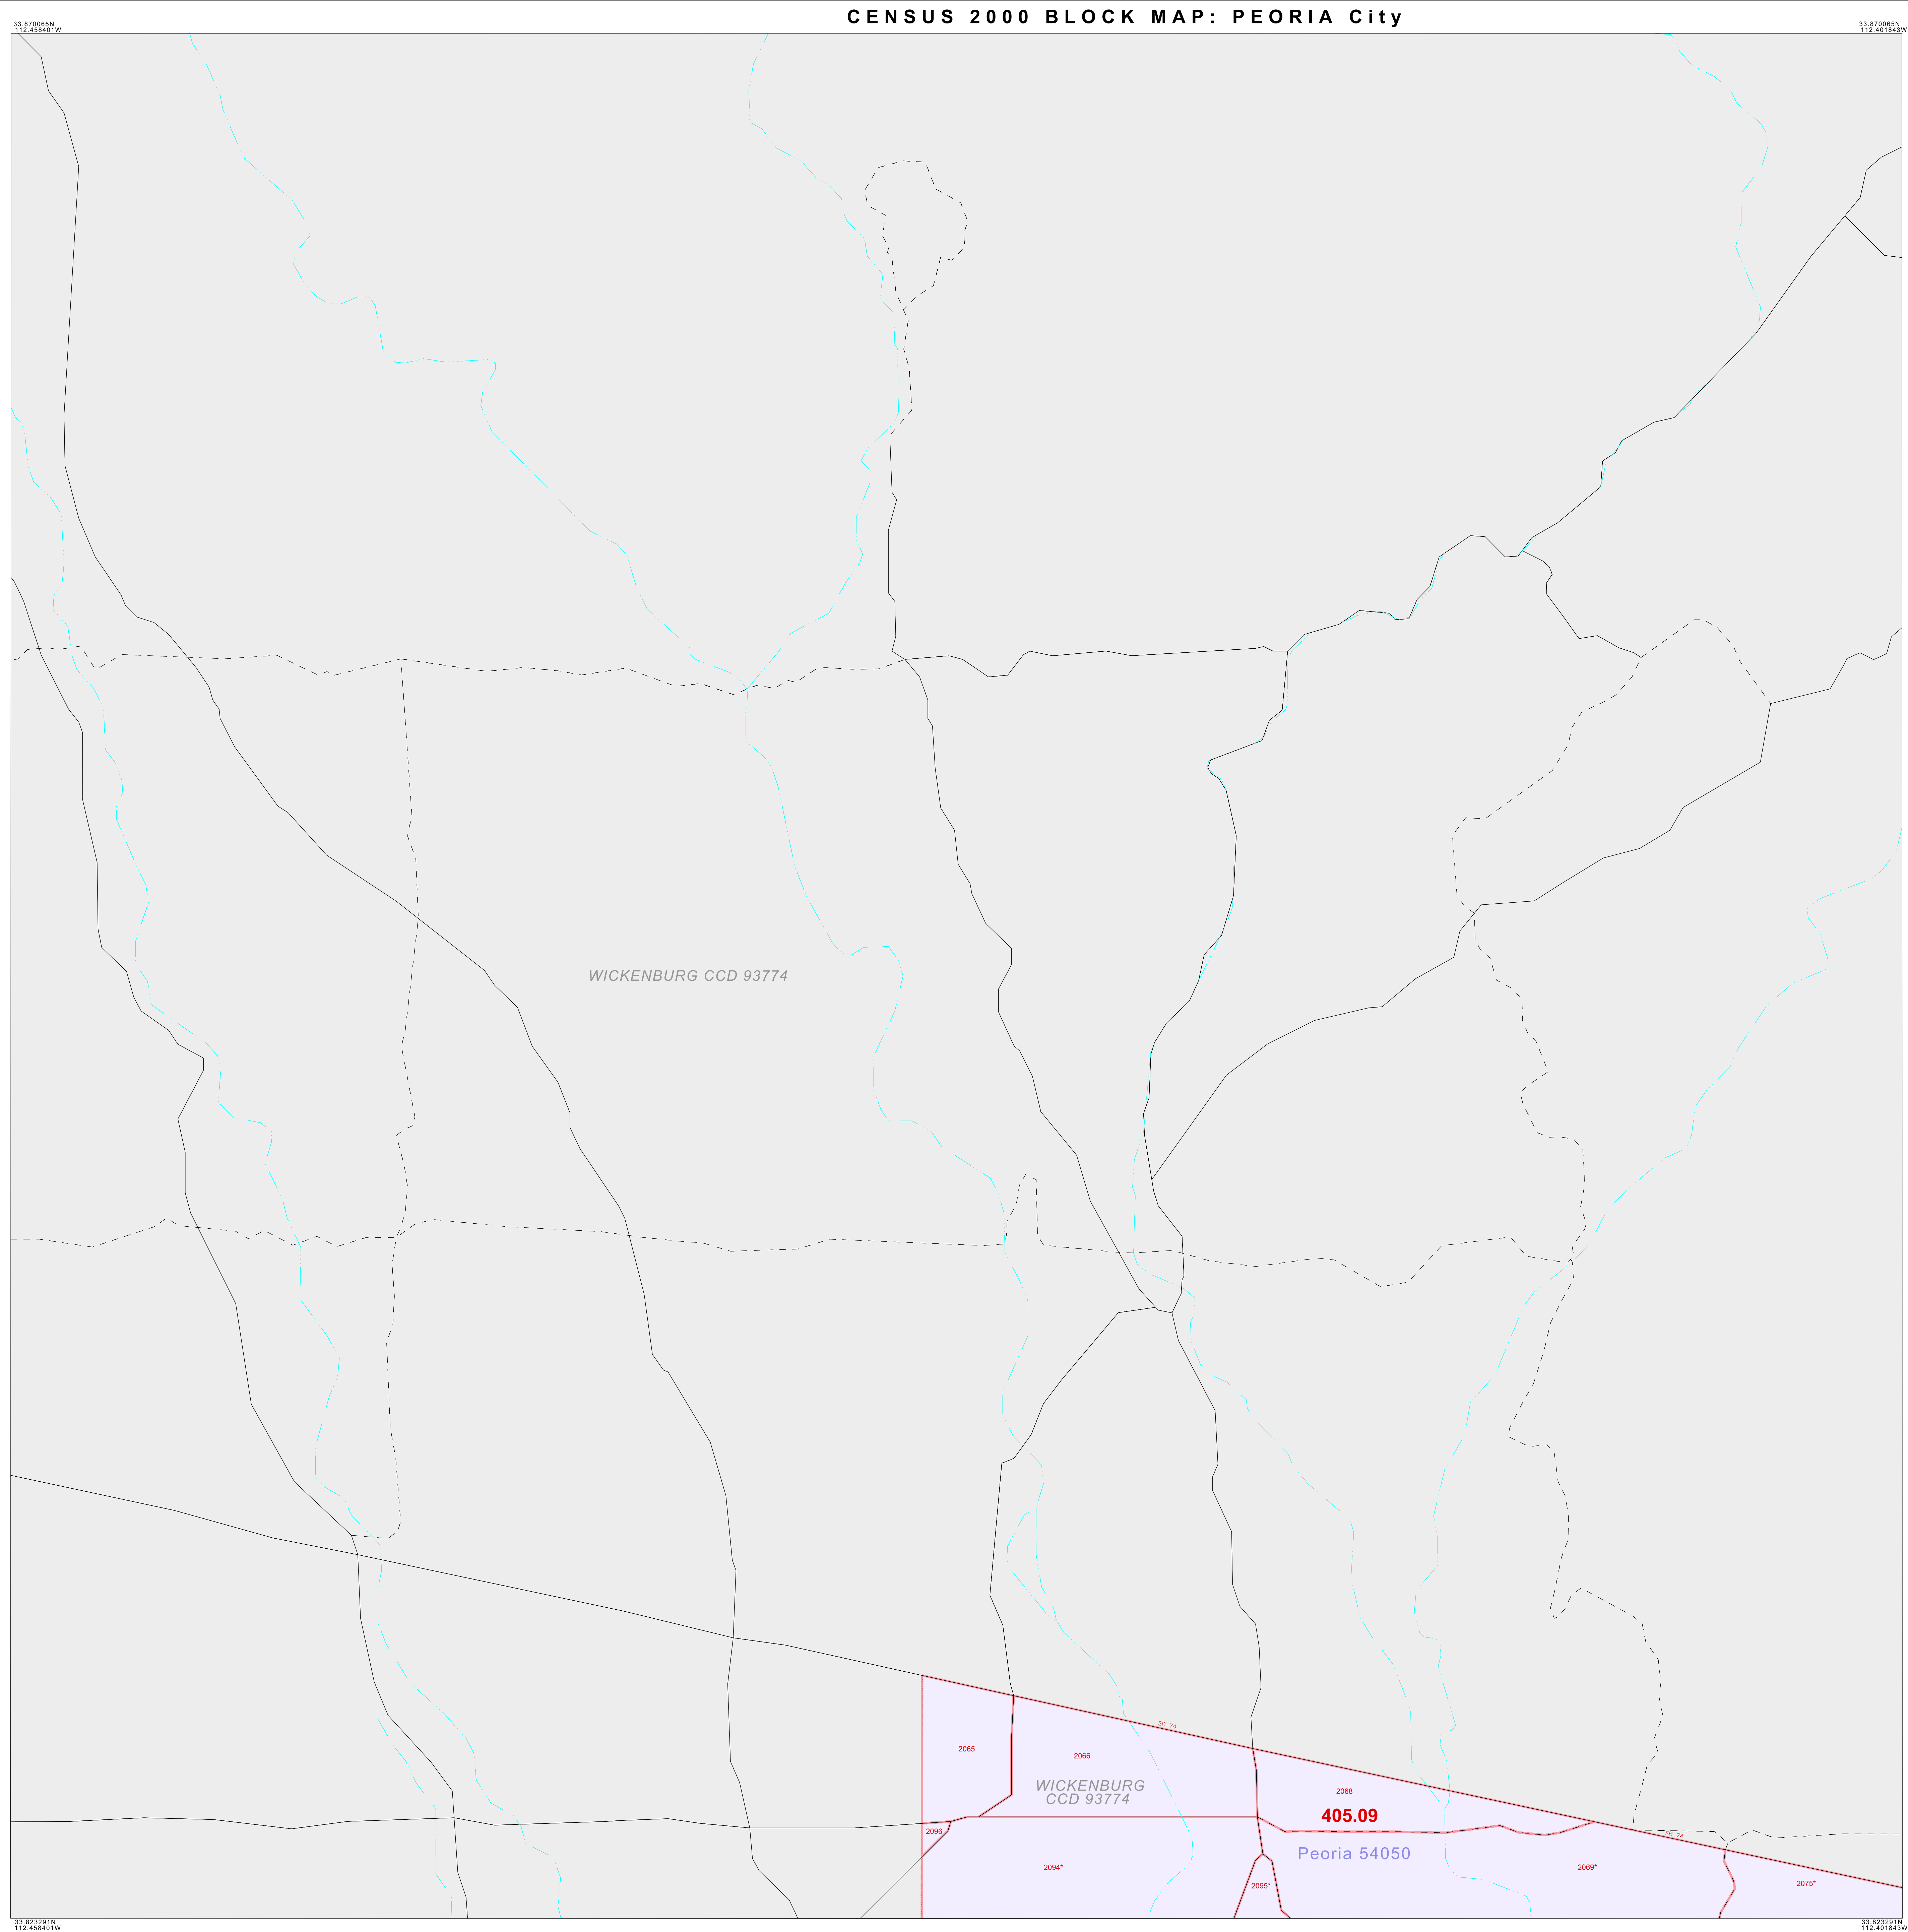 CENSUS 2000 BLOCK MAP: PEORIA City
33.870065N
112.458401W
33.870065N
112.401843W
WICKENBURG CCD 93774
SR 74
2065
2066
WICKENBURG
CCD 93774
2068
405.09
2096
SR 74
Peoria 54050
2094*
2069*
2095*
2075*
33.823291N
112.458401W
33.823291N
112.401843W